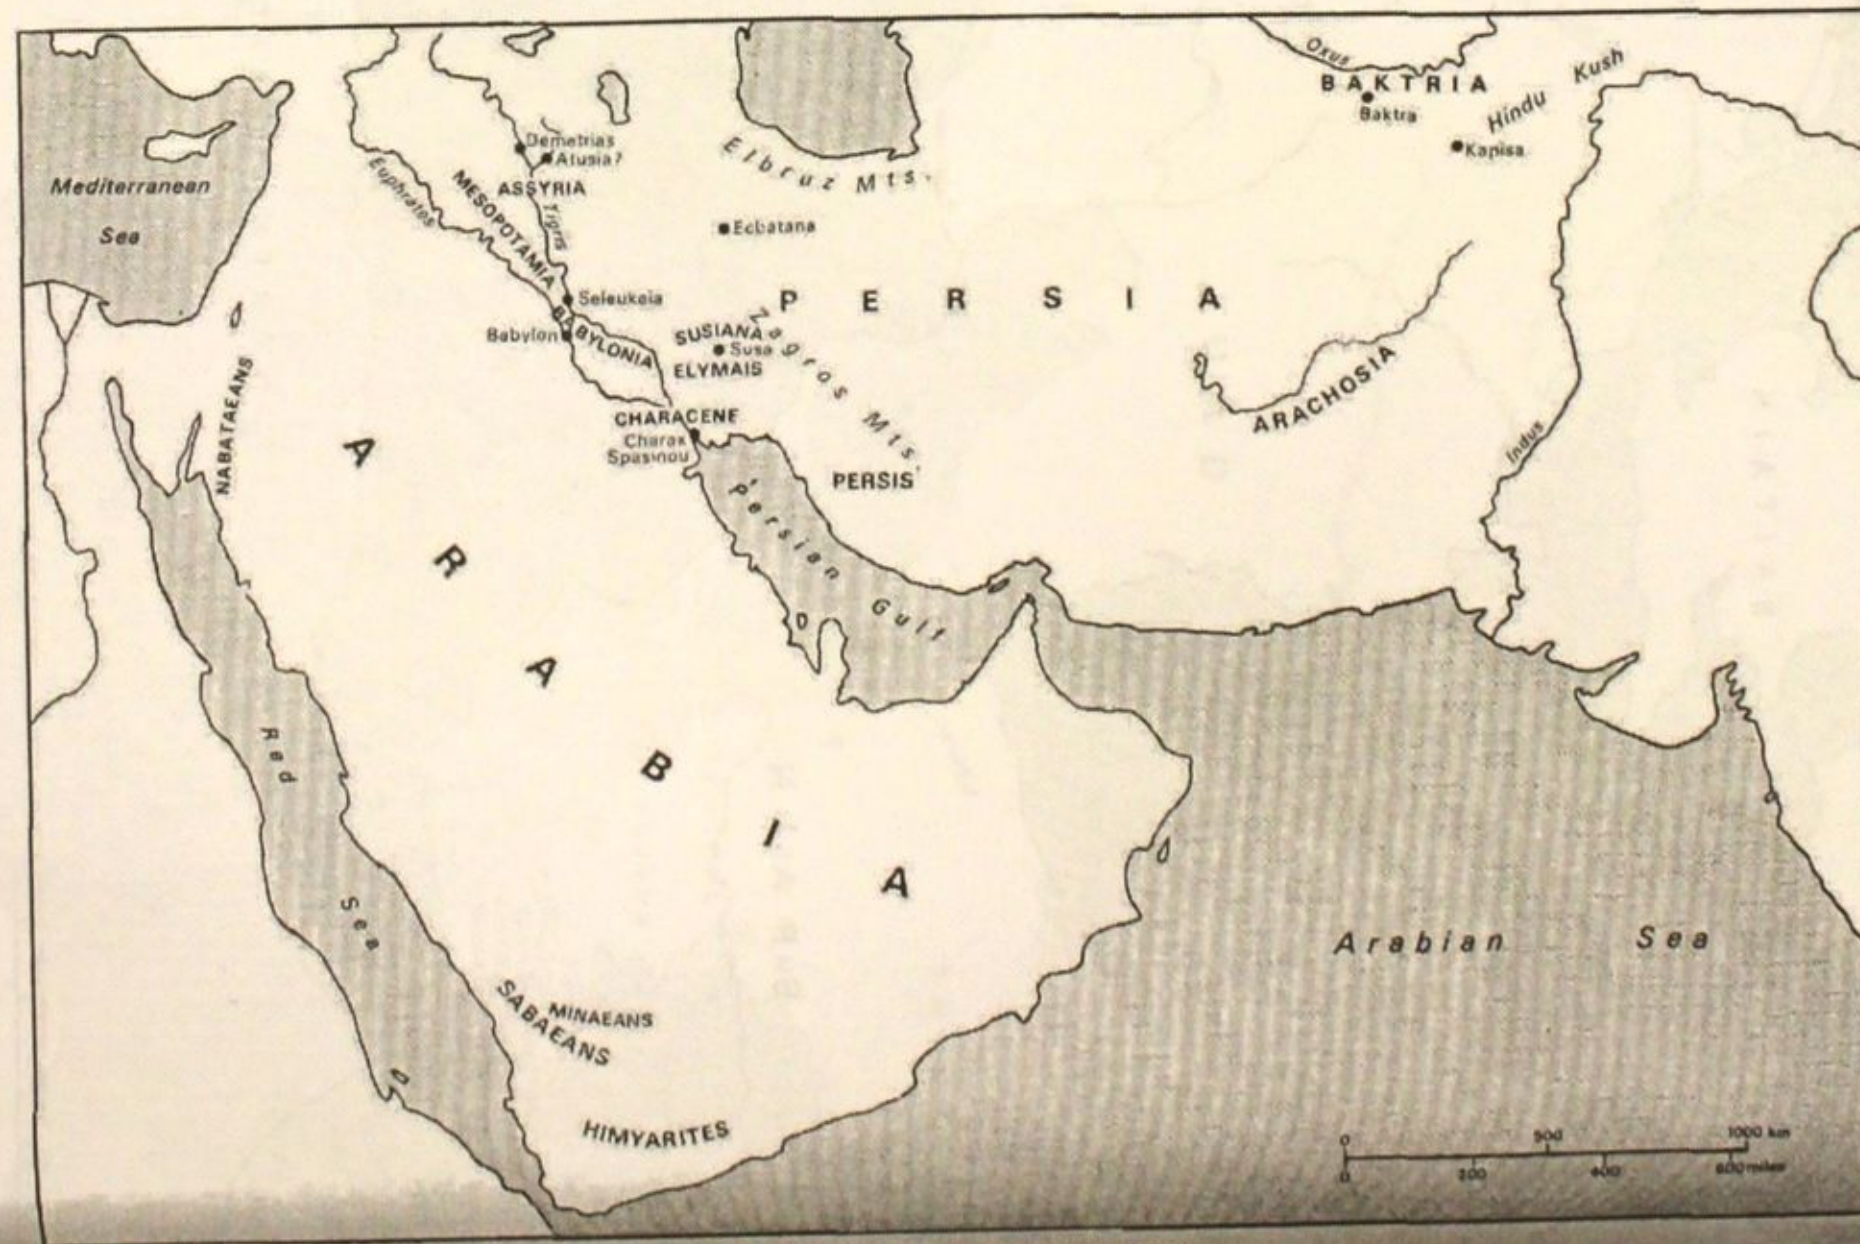 Oxus
BAKTRIA
Baktra
Hindu Kush
Kapisa
Demetrias
Atusia?
Elbruz Mts.
Mediterranean
Sea
Euphrates
MESOPOTAMIA
ASSYRIA
Tigris
Ecbatana
Seleukeia
PERSIA
Babylon
BABYLONIA
SUSIANA
Susa
ELYMAIS
Zagros Mts.
NABATAEANS
ARACHOSIA
CHARACENE
Charax
Spasinou
PERSIS
Indus
Persian Gulf
ARABIA
Red Sea
Arabian Sea
MINAEANS
SABAEANS
HIMYARITES
0 500 1000 km
0 200 400 600 miles